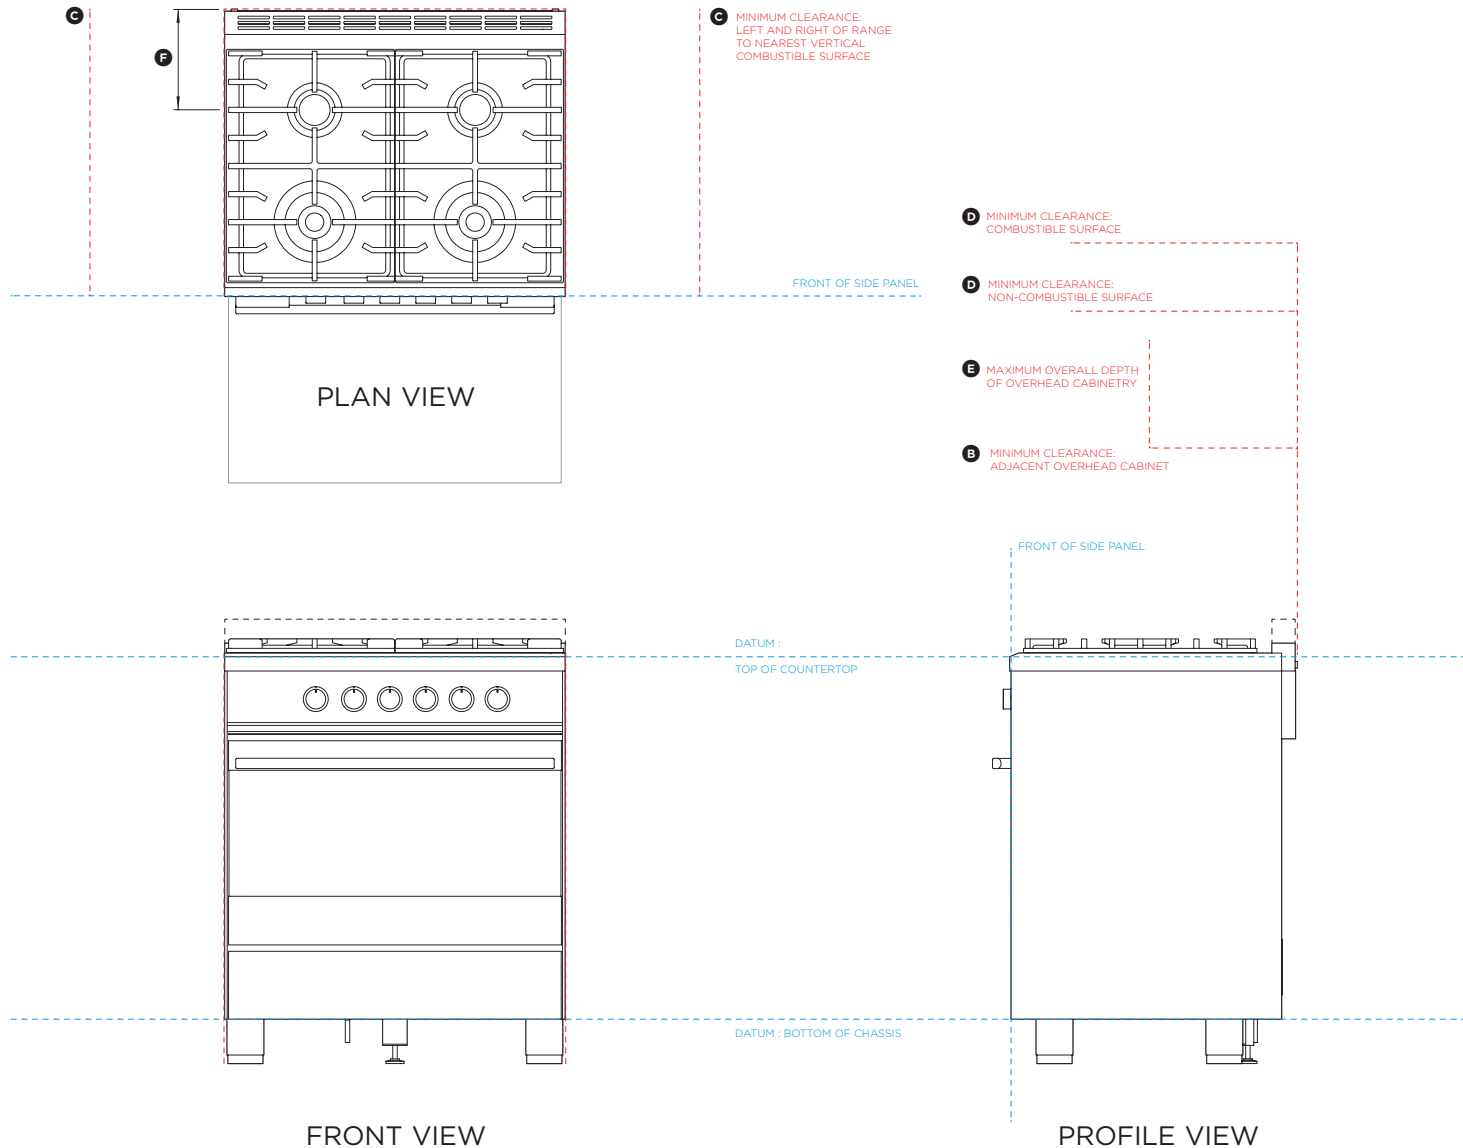 C
C MINIMUM CLEARANCE:
LEFT AND RIGHT OF RANGE
TO NEAREST VERTICAL
COMBUSTIBLE SURFACE
F
D MINIMUM CLEARANCE:
COMBUSTIBLE SURFACE
FRONT OF SIDE PANEL
D MINIMUM CLEARANCE:
NON-COMBUSTIBLE SURFACE
E MAXIMUM OVERALL DEPTH
OF OVERHEAD CABINETRY
PLAN VIEW
B MINIMUM CLEARANCE:
ADJACENT OVERHEAD CABINET
FRONT OF SIDE PANEL
DATUM :
TOP OF COUNTERTOP
DATUM : BOTTOM OF CHASSIS
FRONT VIEW
PROFILE VIEW